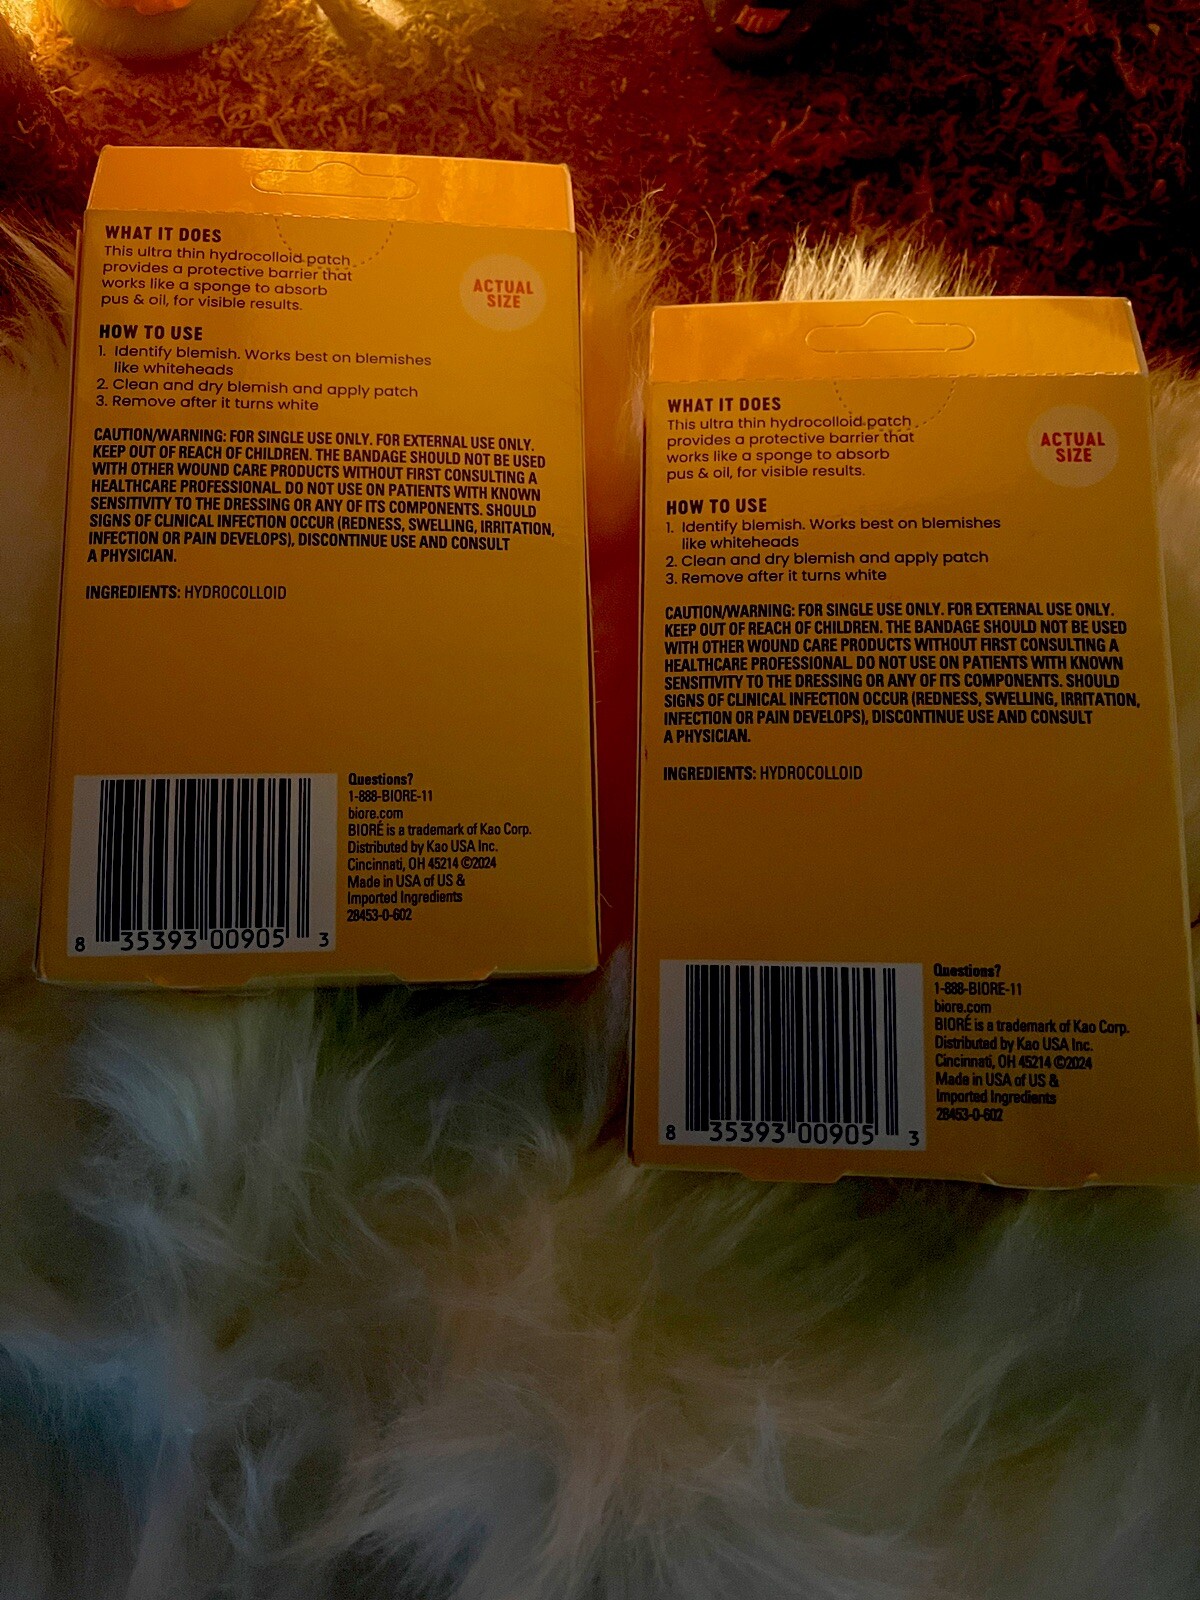 WHAT IT DOES
This ultra thin hydrocolloid patch
provides a protective barrier that
works like a sponge to absorb
pus & oil, for visible results.
ACTUAL
SIZE
HOW TO USE
1. Identify blemish. Works best on blemishes
like whiteheads
2. Clean and dry blemish and apply patch
3. Remove after it turns white
CAUTION/WARNING: FOR SINGLE USE ONLY. FOR EXTERNAL USE ONLY.
KEEP OUT OF REACH OF CHILDREN. THE BANDAGE SHOULD NOT BE USED
WITH OTHER WOUND CARE PRODUCTS WITHOUT FIRST CONSULTING A
HEALTHCARE PROFESSIONAL. DO NOT USE ON PATIENTS WITH KNOWN
SENSITIVITY TO THE DRESSING OR ANY OF ITS COMPONENTS. SHOULD
SIGNS OF CLINICAL INFECTION OCCUR (REDNESS, SWELLING, IRRITATION,
INFECTION OR PAIN DEVELOPS), DISCONTINUE USE AND CONSULT
A PHYSICIAN.
INGREDIENTS: HYDROCOLLOID
8 35393 00905 3
Questions?
1-888-BIORE-11
biore.com
BIORÉ is a trademark of Kao Corp.
Distributed by Kao USA Inc.
Cincinnati, OH 45214 ©2024
Made in USA of US &
Imported Ingredients
28453-0-602
WHAT IT DOES
This ultra thin hydrocolloid patch
provides a protective barrier that
works like a sponge to absorb
pus & oil, for visible results.
ACTUAL
SIZE
HOW TO USE
1. Identify blemish. Works best on blemishes
like whiteheads
2. Clean and dry blemish and apply patch
3. Remove after it turns white
CAUTION/WARNING: FOR SINGLE USE ONLY. FOR EXTERNAL USE ONLY.
KEEP OUT OF REACH OF CHILDREN. THE BANDAGE SHOULD NOT BE USED
WITH OTHER WOUND CARE PRODUCTS WITHOUT FIRST CONSULTING A
HEALTHCARE PROFESSIONAL. DO NOT USE ON PATIENTS WITH KNOWN
SENSITIVITY TO THE DRESSING OR ANY OF ITS COMPONENTS. SHOULD
SIGNS OF CLINICAL INFECTION OCCUR (REDNESS, SWELLING, IRRITATION,
INFECTION OR PAIN DEVELOPS), DISCONTINUE USE AND CONSULT
A PHYSICIAN.
INGREDIENTS: HYDROCOLLOID
8 35393 00905 3
Questions?
1-888-BIORE-11
biore.com
BIORÉ is a trademark of Kao Corp.
Distributed by Kao USA Inc.
Cincinnati, OH 45214 ©2024
Made in USA of US &
Imported Ingredients
28453-0-602